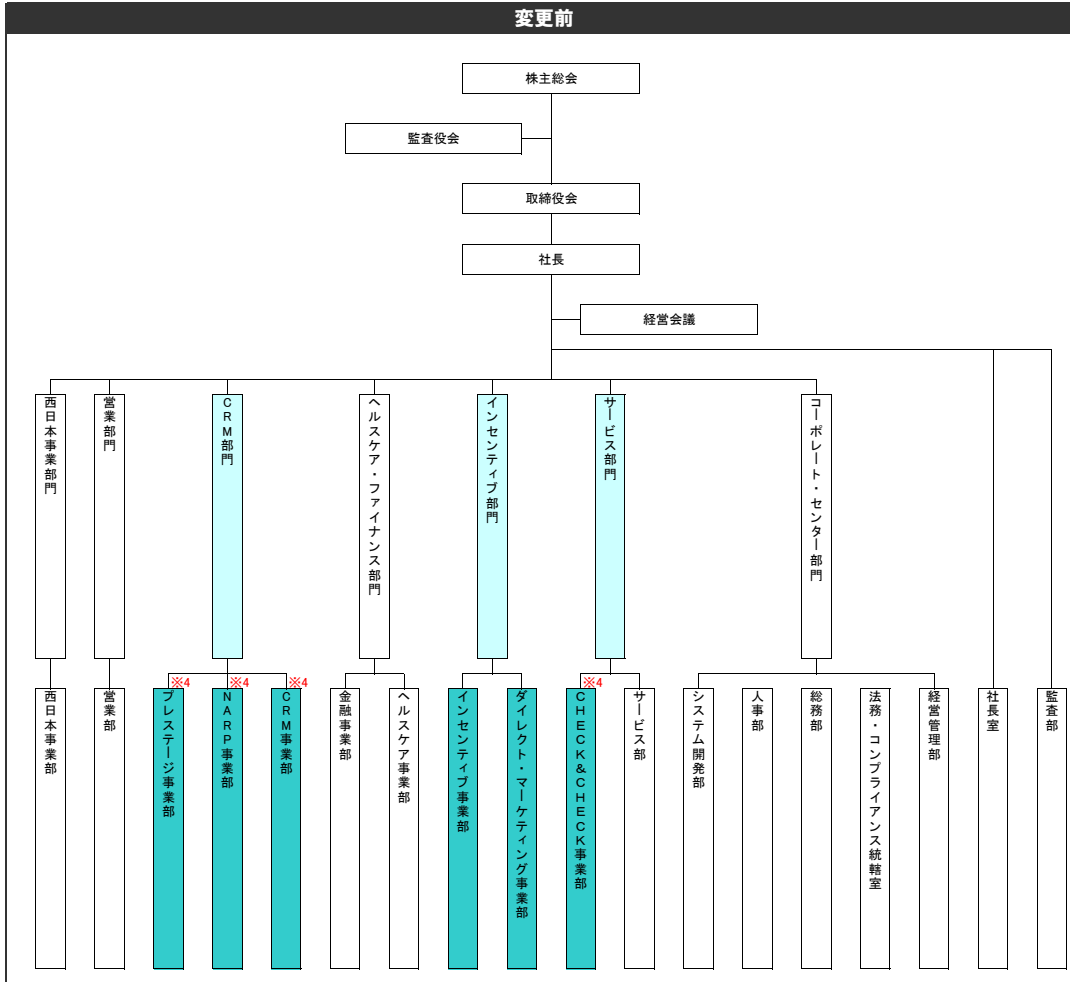 変更前
株主総会
監査役会
取締役会
社長
経営会議
西日本事業部門
営業部門
CRM部門
ヘルスケア・ファイナンス部門
インセンティブ部門
サービス部門
コーポレート・センター部門
※4
※4
※4
※4
西日本事業部
営業部
プレステージ事業部
NARP事業部
CRM事業部
金融事業部
ヘルスケア事業部
インセンティブ事業部
ダイレクト・マーケティング事業部
CHECK&CHECK事業部
サービス部
システム開発部
人事部
総務部
法務・コンプライアンス統轄室
経営管理部
社長室
監査部